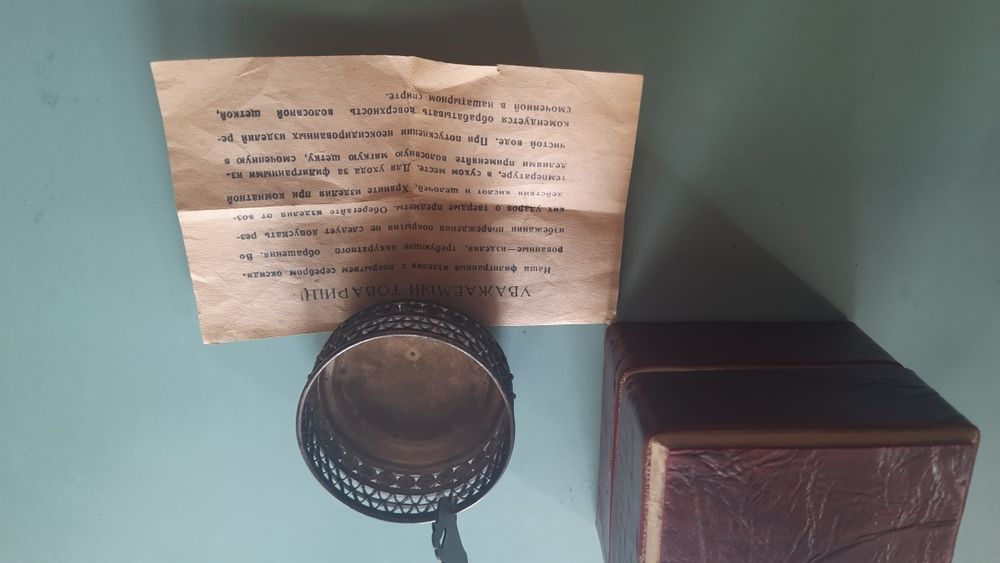 УВАЖАЕМЫЙ ТОВАРИЩ!
Наши филигранные изделия с покрытием серебром оксиди-
рованные—изделия, требующие аккуратного обращения. Во
избежании повреждения покрытия не следует допускать рез-
ких ударов о твердые предметы. Оберегайте изделия от воз-
действия кислот и щелочей. Храните изделия при комнатной
температуре, в сухом месте. Для ухода за филигранными из-
делиями применяйте волосяную мягкую щетку, смоченную в
чистой воде. При потускнении неоксидированных изделий ре-
комендуется обрабатывать поверхность волосяной щеткой,
смоченной в нашатырном спирте.